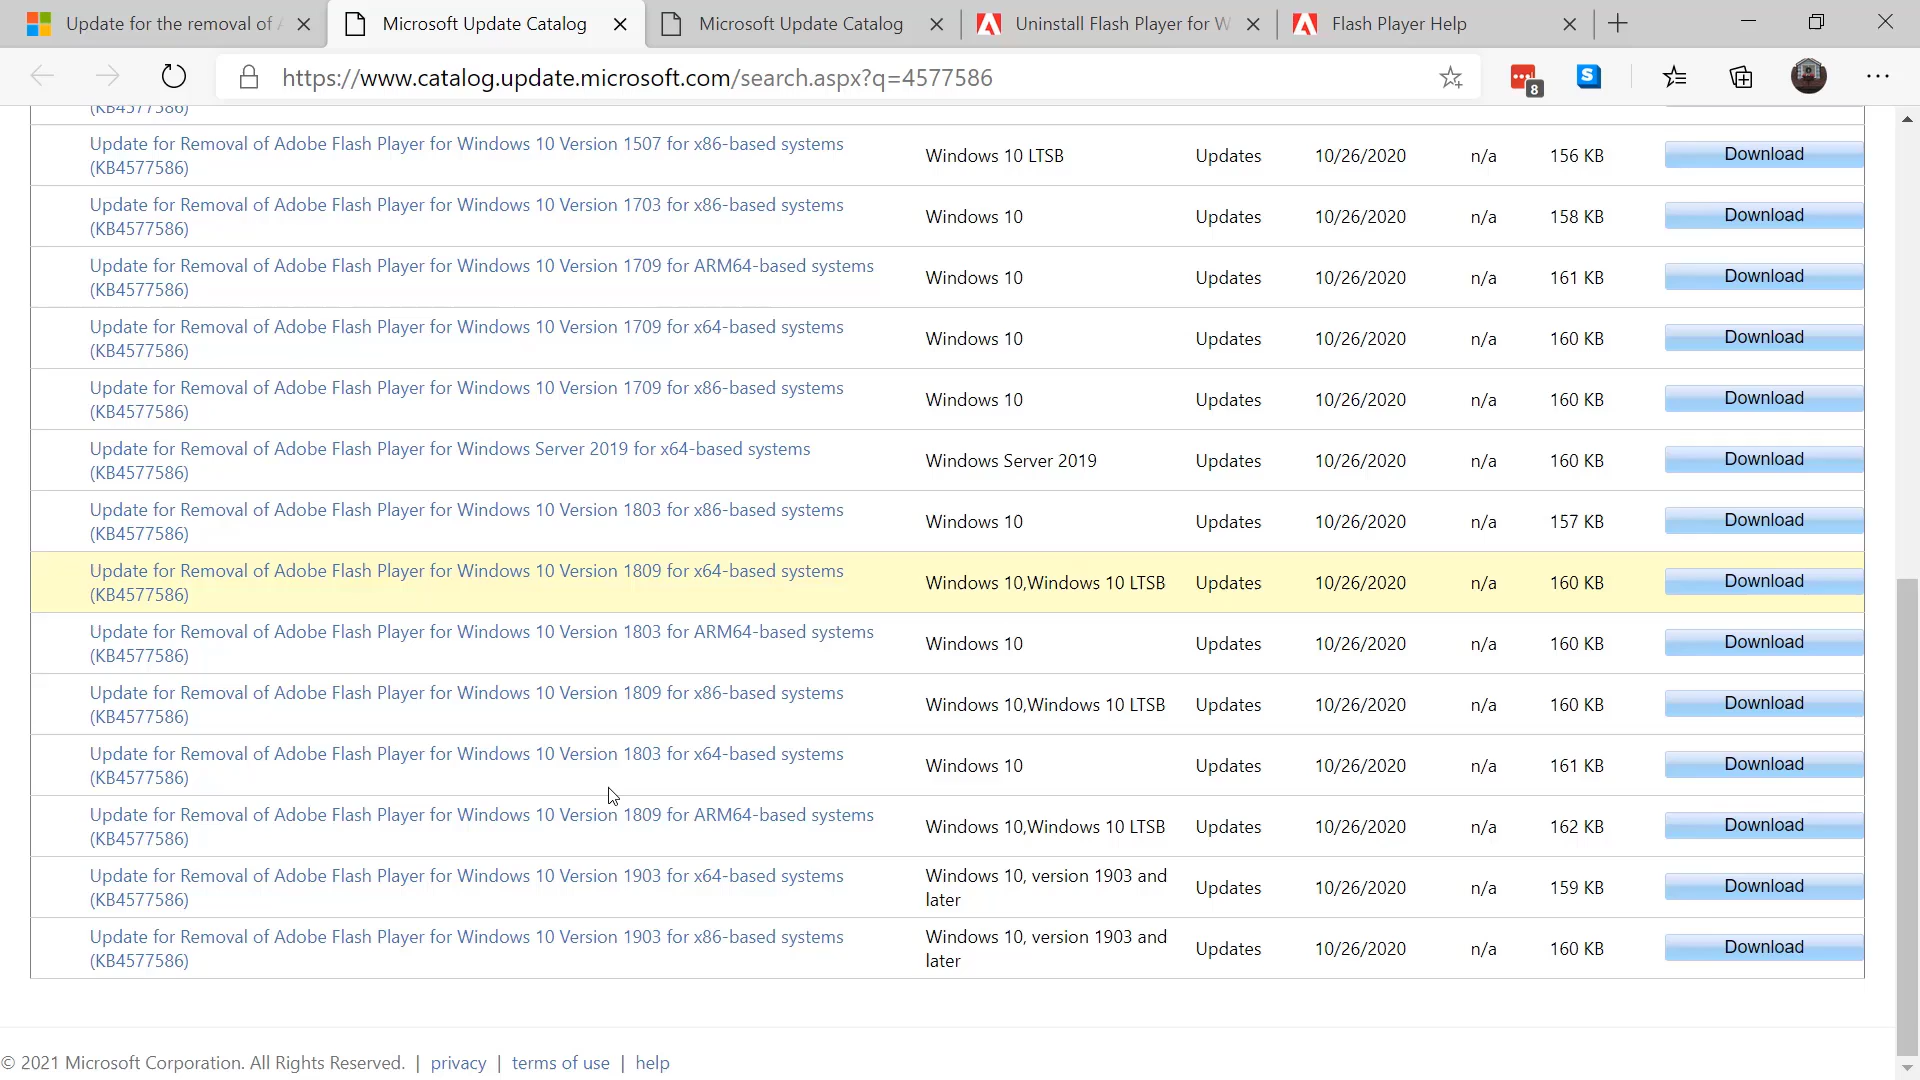 Update for the removal of A
Microsoft Update Catalog
Microsoft Update Catalog
Uninstall Flash Player for W
Flash Player Help
https://www.catalog.update.microsoft.com/search.aspx?q=4577586
8
S
(KB4577586)
Update for Removal of Adobe Flash Player for Windows 10 Version 1507 for x86-based systems
(KB4577586)
Windows 10 LTSB Updates 10/26/2020 n/a 156 KB Download
Update for Removal of Adobe Flash Player for Windows 10 Version 1703 for x86-based systems
(KB4577586)
Windows 10 Updates 10/26/2020 n/a 158 KB Download
Update for Removal of Adobe Flash Player for Windows 10 Version 1709 for ARM64-based systems
(KB4577586)
Windows 10 Updates 10/26/2020 n/a 161 KB Download
Update for Removal of Adobe Flash Player for Windows 10 Version 1709 for x64-based systems
(KB4577586)
Windows 10 Updates 10/26/2020 n/a 160 KB Download
Update for Removal of Adobe Flash Player for Windows 10 Version 1709 for x86-based systems
(KB4577586)
Windows 10 Updates 10/26/2020 n/a 160 KB Download
Update for Removal of Adobe Flash Player for Windows Server 2019 for x64-based systems
(KB4577586)
Windows Server 2019 Updates 10/26/2020 n/a 160 KB Download
Update for Removal of Adobe Flash Player for Windows 10 Version 1803 for x86-based systems
(KB4577586)
Windows 10 Updates 10/26/2020 n/a 157 KB Download
Update for Removal of Adobe Flash Player for Windows 10 Version 1809 for x64-based systems
(KB4577586)
Windows 10,Windows 10 LTSB Updates 10/26/2020 n/a 160 KB Download
Update for Removal of Adobe Flash Player for Windows 10 Version 1803 for ARM64-based systems
(KB4577586)
Windows 10 Updates 10/26/2020 n/a 160 KB Download
Update for Removal of Adobe Flash Player for Windows 10 Version 1809 for x86-based systems
(KB4577586)
Windows 10,Windows 10 LTSB Updates 10/26/2020 n/a 160 KB Download
Update for Removal of Adobe Flash Player for Windows 10 Version 1803 for x64-based systems
(KB4577586)
Windows 10 Updates 10/26/2020 n/a 161 KB Download
Update for Removal of Adobe Flash Player for Windows 10 Version 1809 for ARM64-based systems
(KB4577586)
Windows 10,Windows 10 LTSB Updates 10/26/2020 n/a 162 KB Download
Update for Removal of Adobe Flash Player for Windows 10 Version 1903 for x64-based systems
(KB4577586)
Windows 10, version 1903 and
later
Updates 10/26/2020 n/a 159 KB Download
Update for Removal of Adobe Flash Player for Windows 10 Version 1903 for x86-based systems
(KB4577586)
Windows 10, version 1903 and
later
Updates 10/26/2020 n/a 160 KB Download
© 2021 Microsoft Corporation. All Rights Reserved. | privacy | terms of use | help